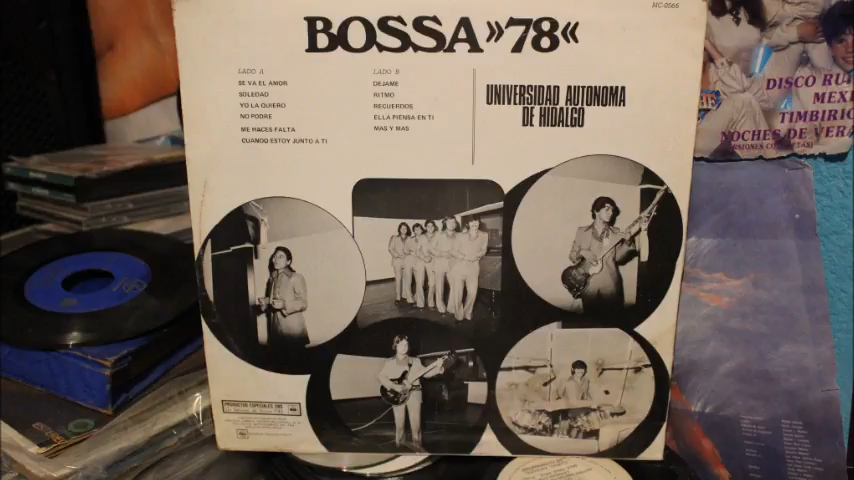 MC-0566
BOSSA »78«
LADO A
SE VA EL AMOR
SOLEDAD
YO LA QUIERO
NO PODRE
ME HACES FALTA
CUANDO ESTOY JUNTO A TI
LADO B
DEJAME
RITMO
RECUERDOS
ELLA PIENSA EN TI
MAS Y MAS
UNIVERSIDAD AUTONOMA
DE HIDALGO
PRODUCTOS ESPECIALES CBS
DISCO RU
MEXI
TIMBIRIC
NOCHES DE VERA